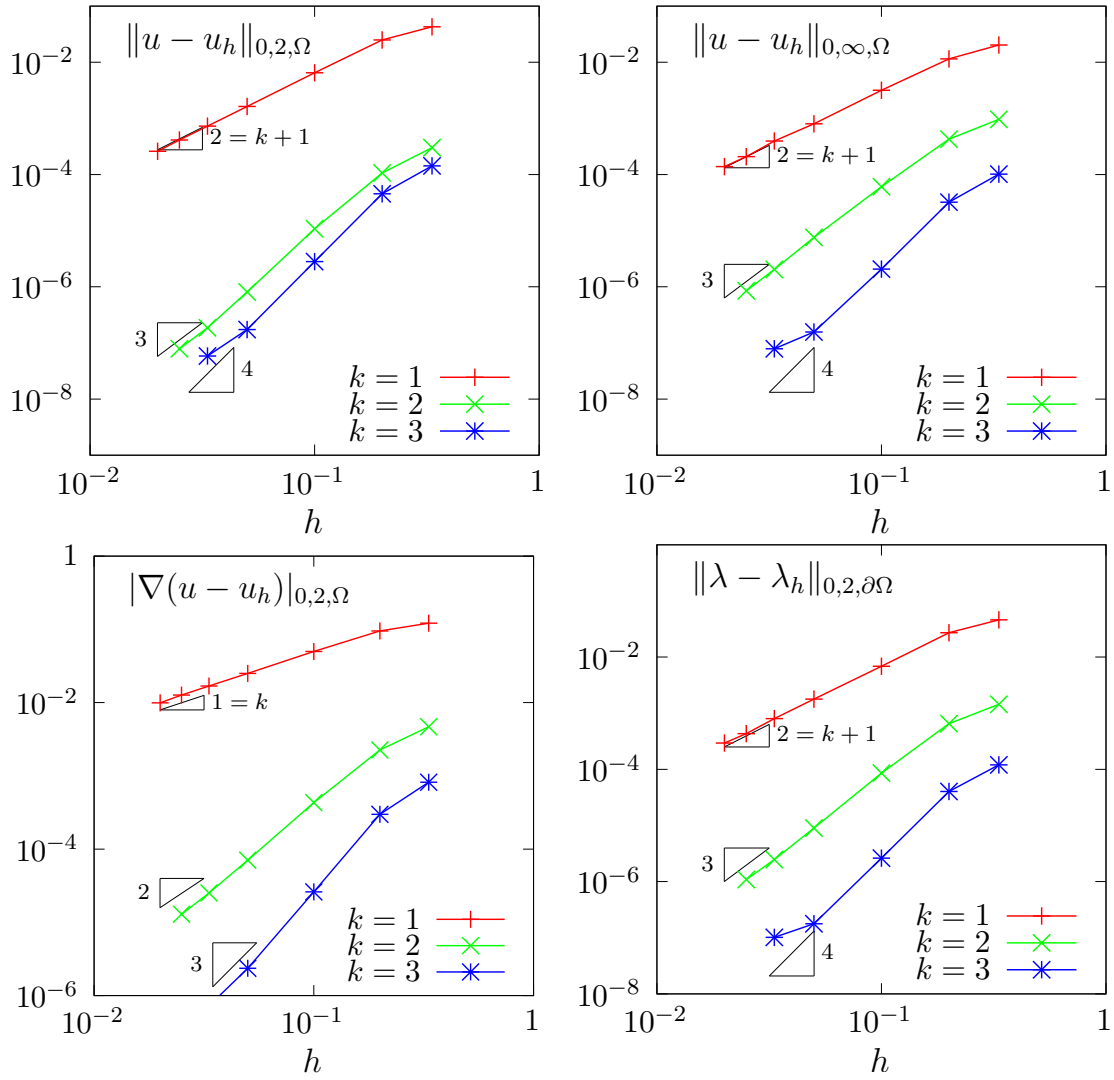 ‖u − u_h‖_{0,2,Ω}
10^{−2}
10^{−4}
10^{−6}
10^{−8}
2 = k + 1
3
4
k = 1
k = 2
k = 3
10^{−2}
10^{−1}
1
h
‖u − u_h‖_{0,∞,Ω}
10^{−2}
10^{−4}
10^{−6}
10^{−8}
2 = k + 1
3
4
k = 1
k = 2
k = 3
10^{−2}
10^{−1}
1
h
|∇(u − u_h)|_{0,2,Ω}
1
10^{−2}
10^{−4}
10^{−6}
1 = k
2
3
k = 1
k = 2
k = 3
10^{−2}
10^{−1}
1
h
‖λ − λ_h‖_{0,2,∂Ω}
10^{−2}
10^{−4}
10^{−6}
10^{−8}
2 = k + 1
3
4
k = 1
k = 2
k = 3
10^{−2}
10^{−1}
1
h